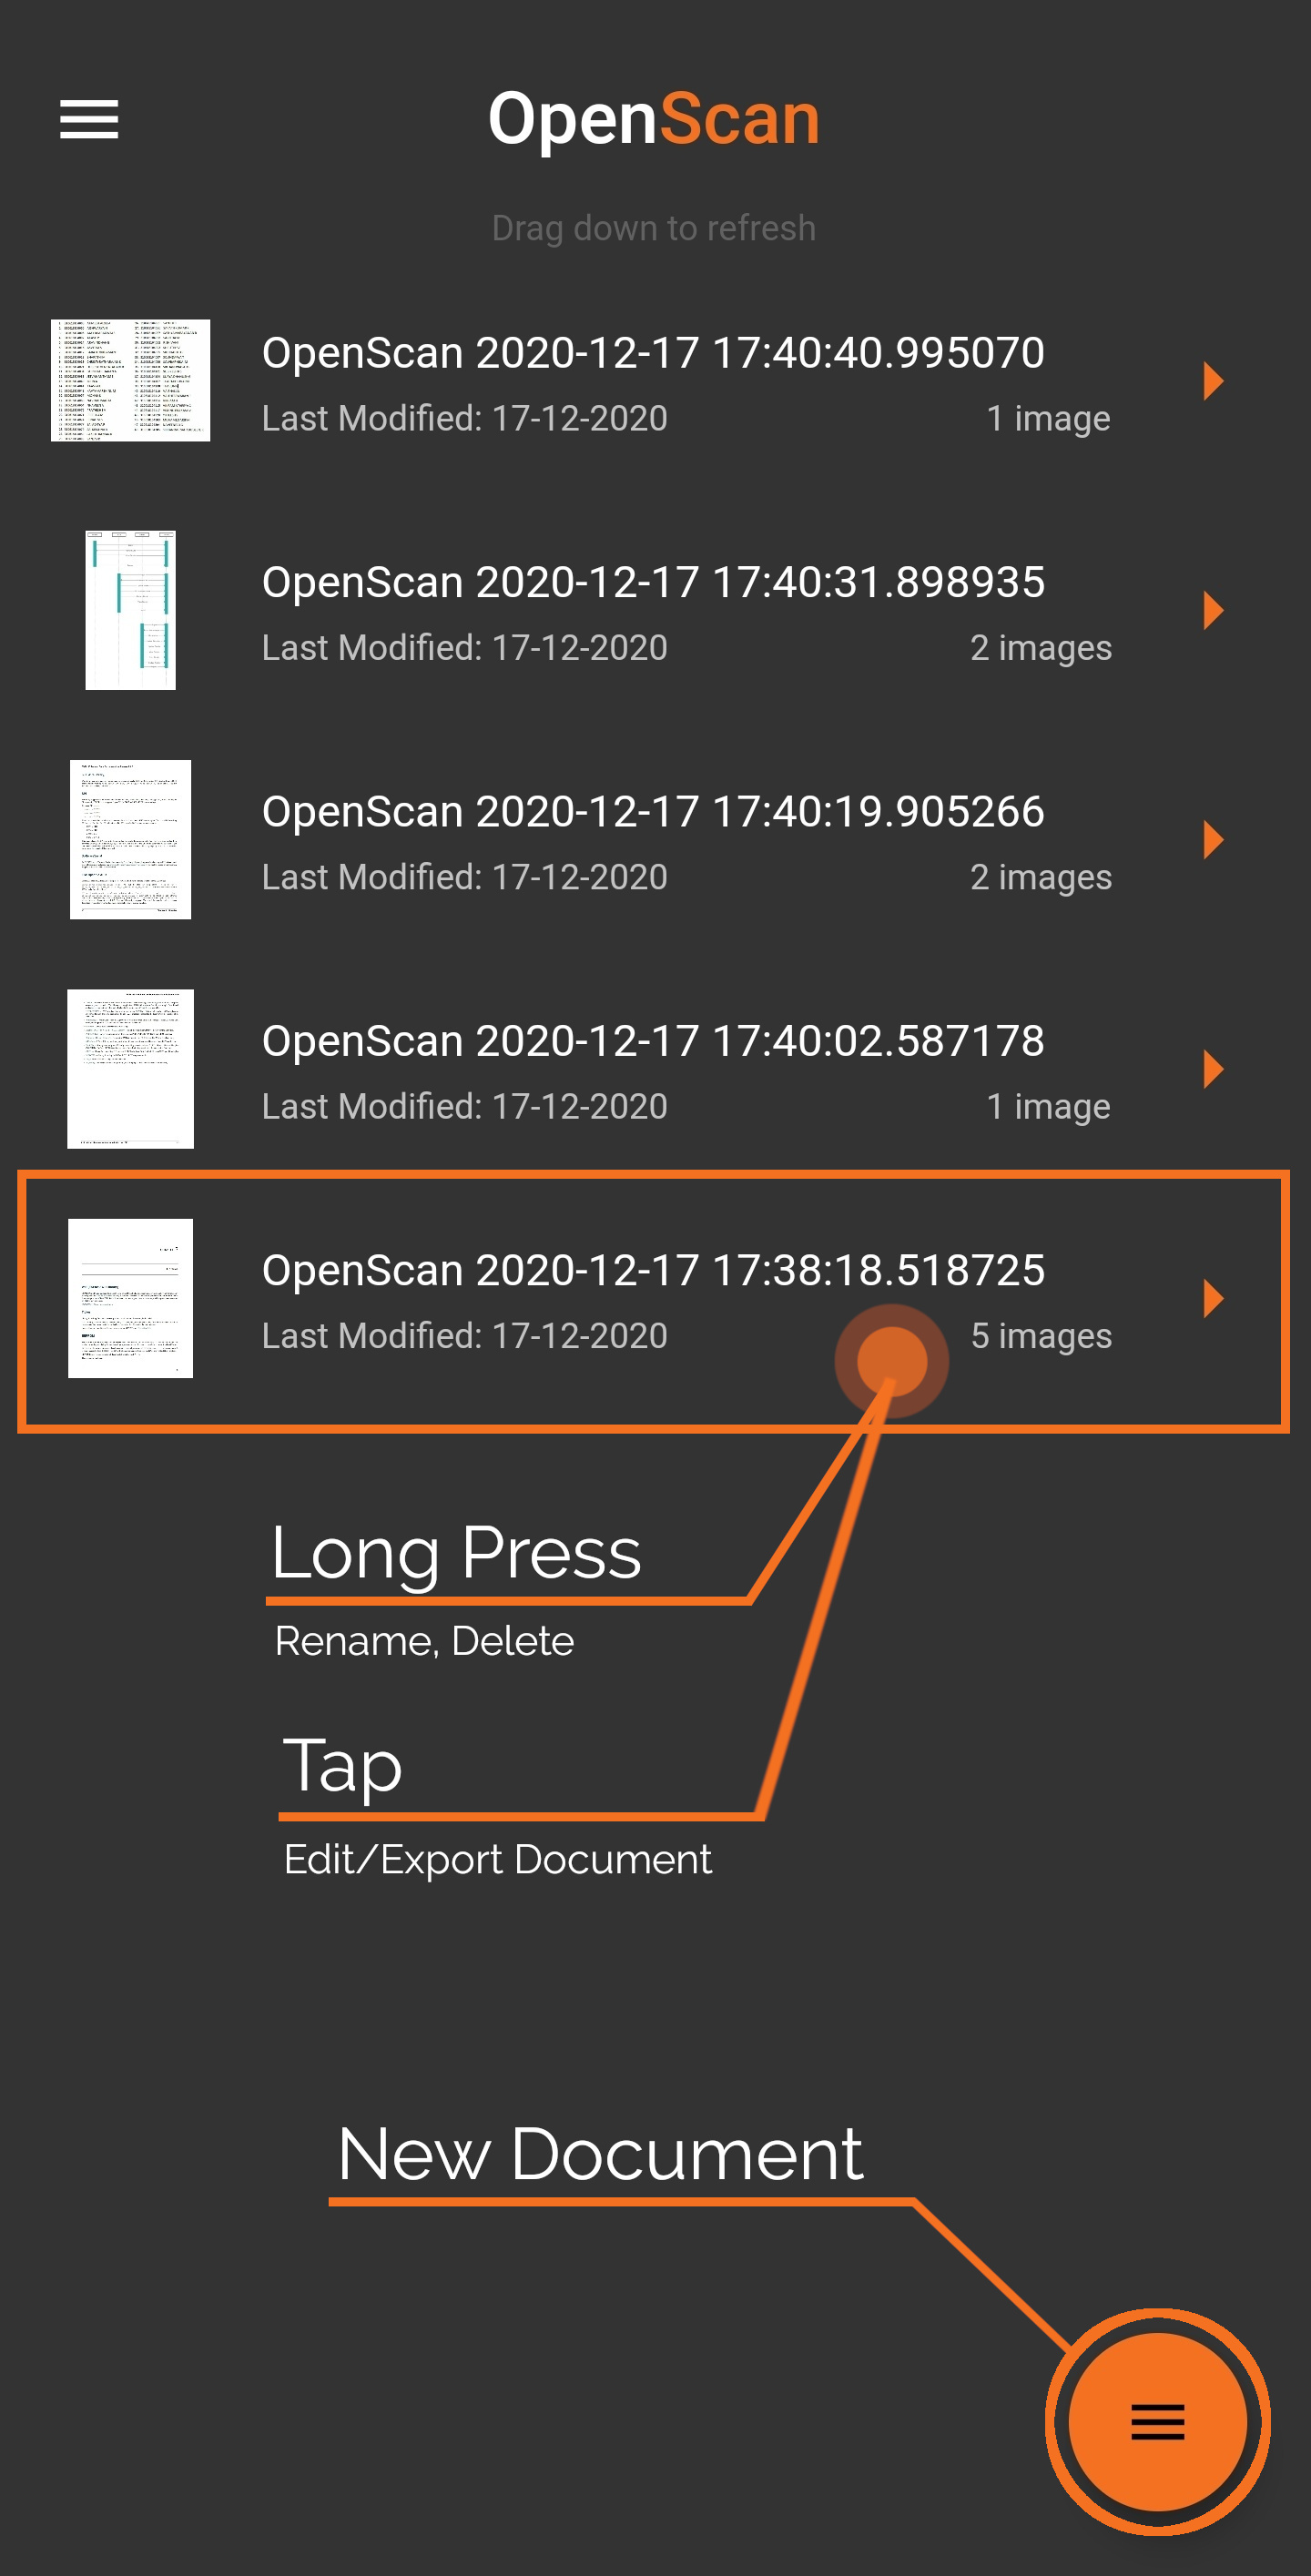 OpenScan
Drag down to refresh
OpenScan 2020-12-17 17:40:40.995070
Last Modified: 17-12-2020 1 image
OpenScan 2020-12-17 17:40:31.898935
Last Modified: 17-12-2020 2 images
OpenScan 2020-12-17 17:40:19.905266
Last Modified: 17-12-2020 2 images
OpenScan 2020-12-17 17:40:02.587178
Last Modified: 17-12-2020 1 image
OpenScan 2020-12-17 17:38:18.518725
Last Modified: 17-12-2020 5 images
Long Press
Rename, Delete
Tap
Edit/Export Document
New Document